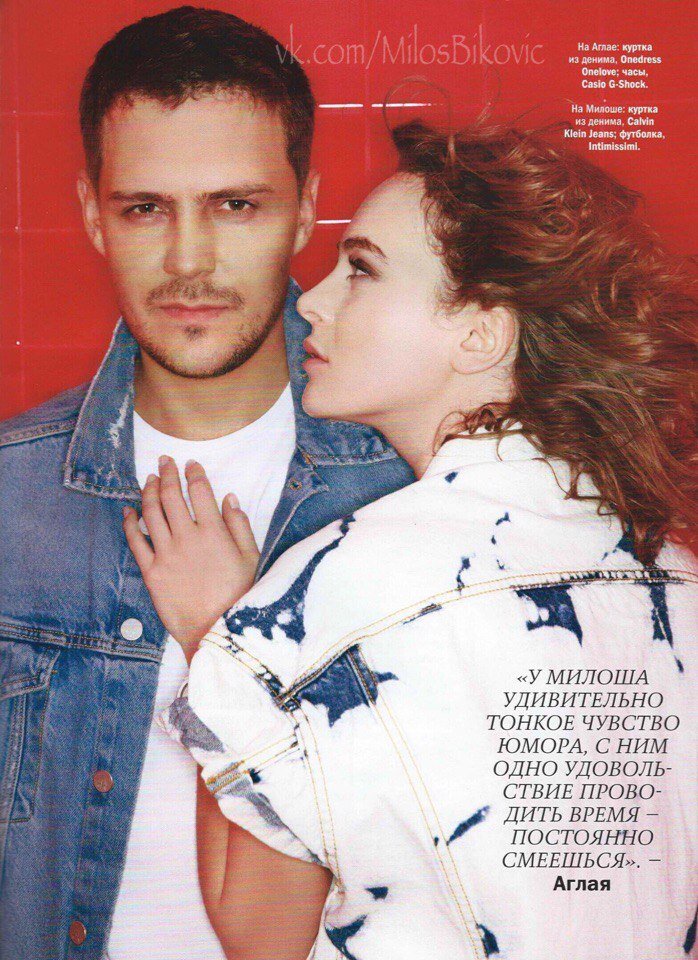 vk.com/MilosBikovic
На Аглае: куртка
из денима, Onedress
Onelove; часы,
Casio G-Shock.
На Милоше: куртка
из денима, Calvin
Klein Jeans; футболка,
Intimissimi.
«У МИЛОША
УДИВИТЕЛЬНО
ТОНКОЕ ЧУВСТВО
ЮМОРА, С НИМ
ОДНО УДОВОЛЬ-
СТВИЕ ПРОВО-
ДИТЬ ВРЕМЯ –
ПОСТОЯННО
СМЕЕШЬСЯ». –
Аглая